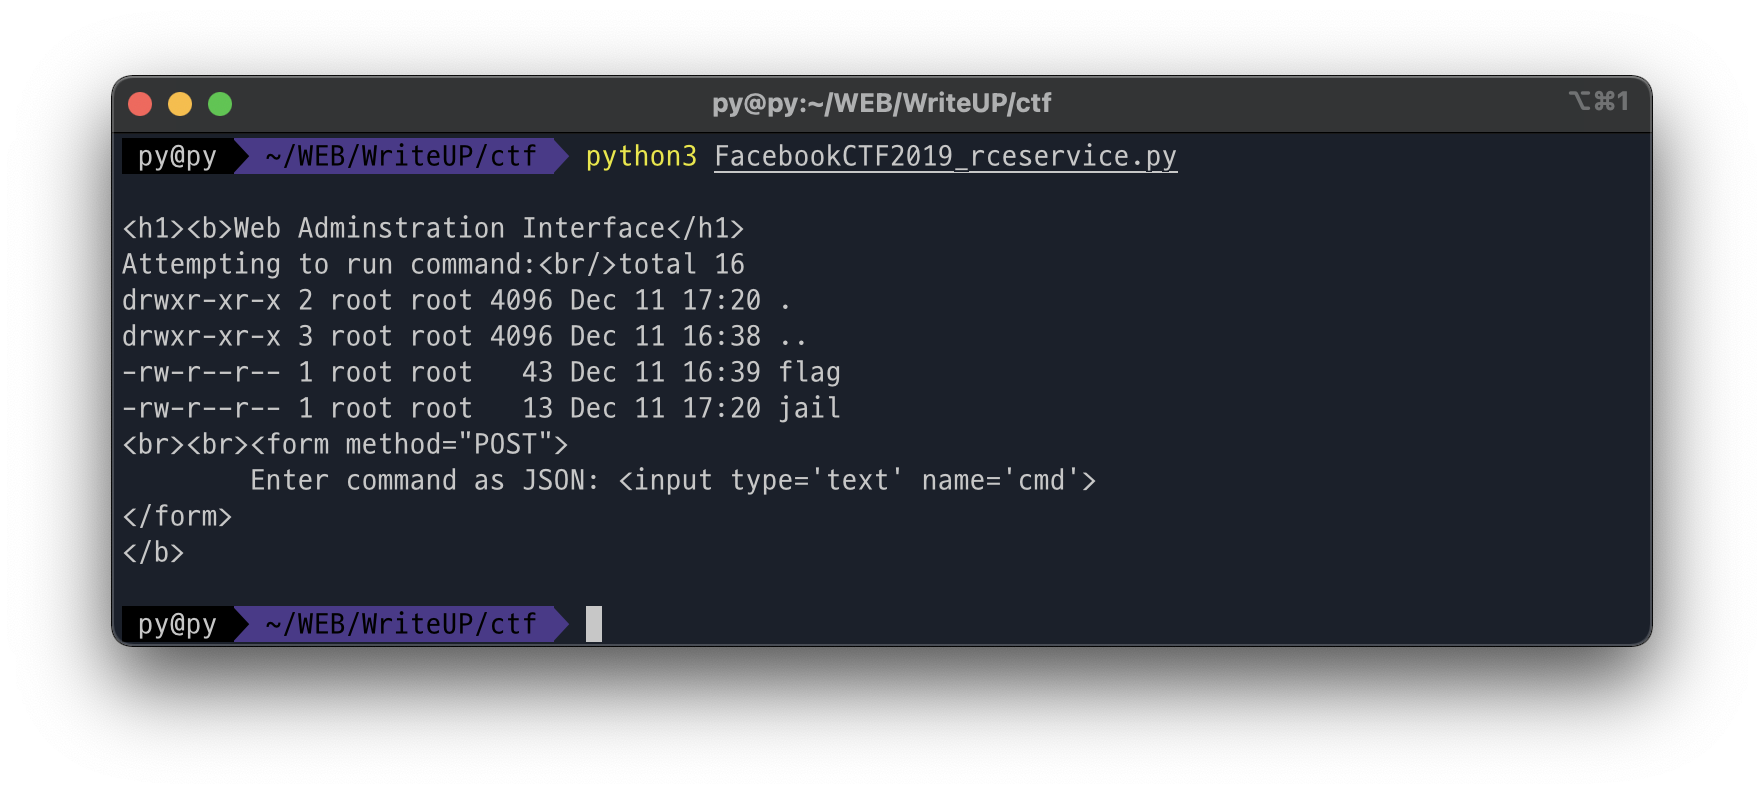 py@py:~/WEB/WriteUP/ctf ⌥⌘1
py@py ~/WEB/WriteUP/ctf python3 FacebookCTF2019_rceservice.py
<h1><b>Web Adminstration Interface</h1>
Attempting to run command:<br/>total 16
drwxr-xr-x 2 root root 4096 Dec 11 17:20 .
drwxr-xr-x 3 root root 4096 Dec 11 16:38 ..
-rw-r--r-- 1 root root   43 Dec 11 16:39 flag
-rw-r--r-- 1 root root   13 Dec 11 17:20 jail
<br><br><form method="POST">
        Enter command as JSON: <input type='text' name='cmd'>
</form>
</b>
py@py ~/WEB/WriteUP/ctf